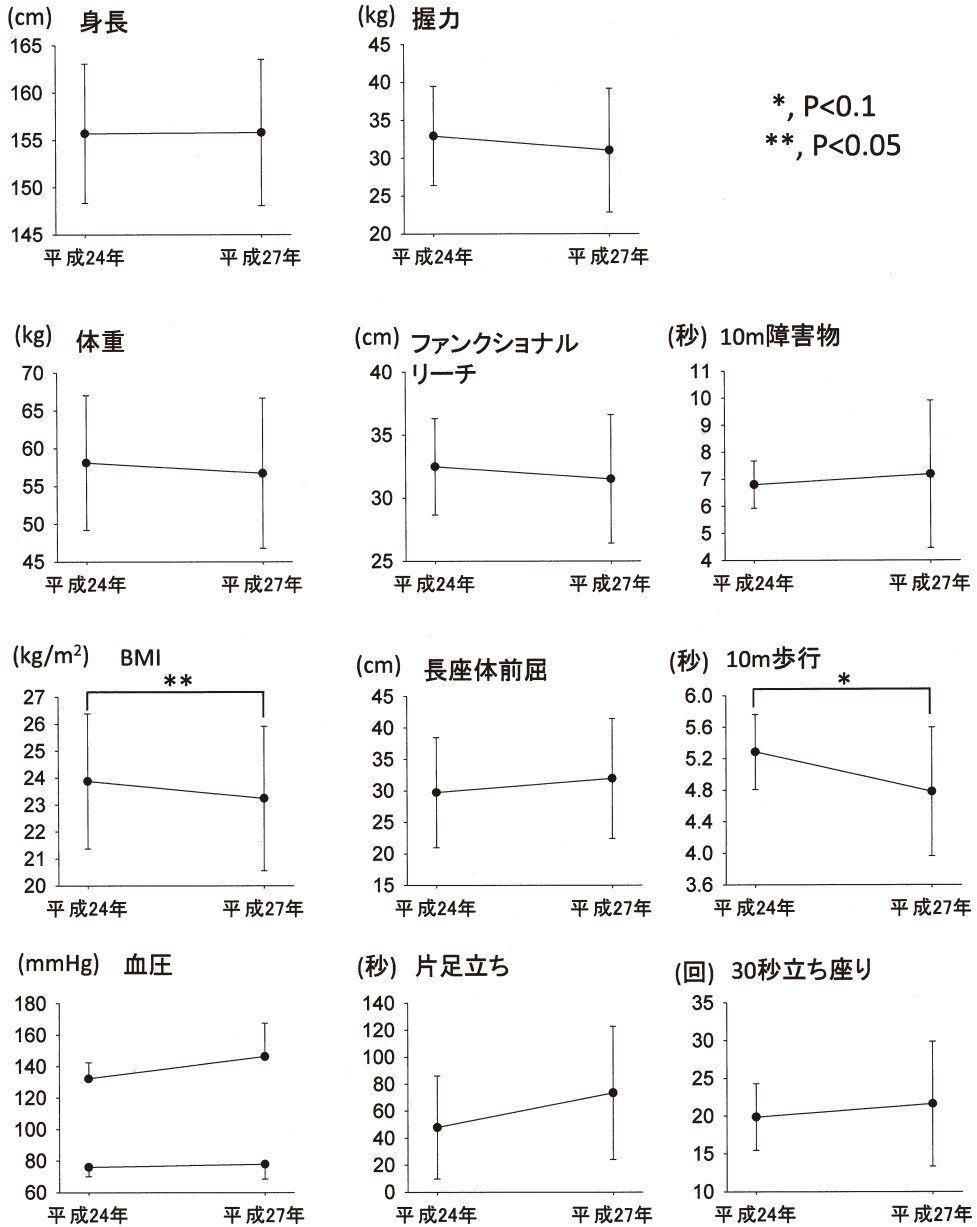 (cm) 身長
165
160
155
150
145
平成24年 平成27年
(kg) 握力
45
40
35
30
25
20
平成24年 平成27年
*, P<0.1
**, P<0.05
(kg) 体重
70
65
60
55
50
45
平成24年 平成27年
(cm) ファンクショナル
リーチ
40
35
30
25
平成24年 平成27年
(秒) 10m障害物
11
10
9
8
7
6
5
4
平成24年 平成27年
(kg/m²) BMI
**
27
26
25
24
23
22
21
20
平成24年 平成27年
(cm) 長座体前屈
45
40
35
30
25
20
15
平成24年 平成27年
(秒) 10m歩行
*
6.0
5.6
5.2
4.8
4.4
4.0
3.6
平成24年 平成27年
(mmHg) 血圧
180
160
140
120
100
80
60
平成24年 平成27年
(秒) 片足立ち
140
120
100
80
60
40
20
0
平成24年 平成27年
(回) 30秒立ち座り
35
30
25
20
15
10
平成24年 平成27年